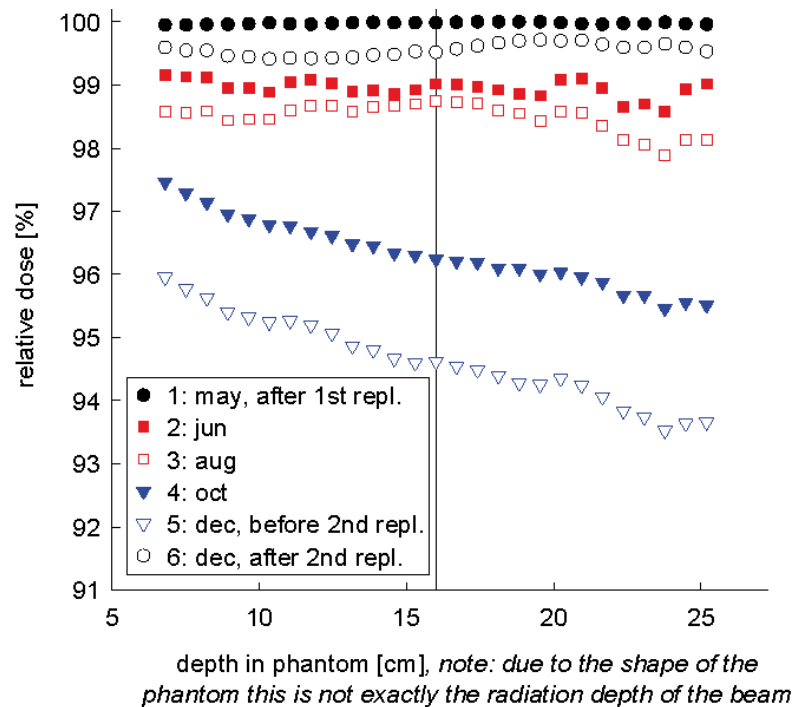 100
99
98
97
96
95
94
93
92
91
relative dose [%]
1: may, after 1st repl.
2: jun
3: aug
4: oct
5: dec, before 2nd repl.
6: dec, after 2nd repl.
5 10 15 20 25
depth in phantom [cm], note: due to the shape of the
phantom this is not exactly the radiation depth of the beam